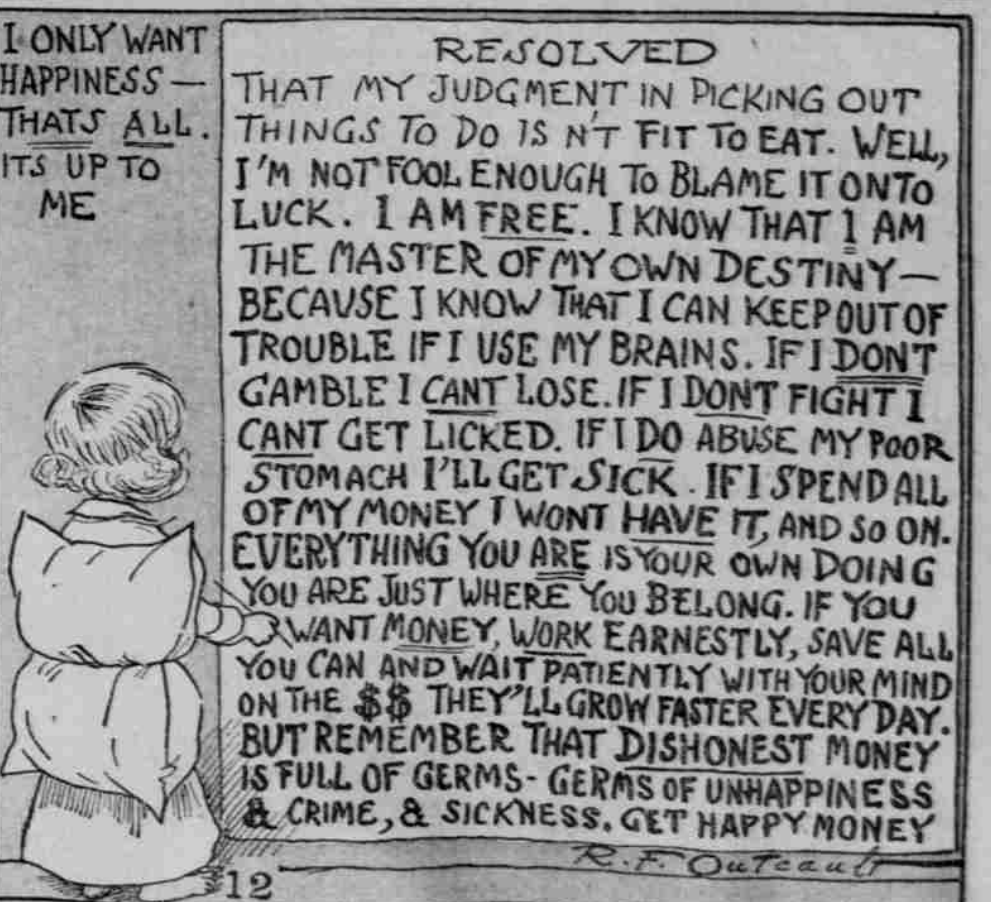 I ONLY WANT
HAPPINESS —
THATS ALL.
ITS UP TO
ME
RESOLVED
THAT MY JUDGMENT IN PICKING OUT
THINGS TO DO IS N'T FIT TO EAT. WELL,
I'M NOT FOOL ENOUGH TO BLAME IT ONTO
LUCK. I AM FREE. I KNOW THAT I AM
THE MASTER OF MY OWN DESTINY—
BECAUSE I KNOW THAT I CAN KEEP OUT OF
TROUBLE IF I USE MY BRAINS. IF I DONT
GAMBLE I CANT LOSE. IF I DONT FIGHT I
CANT GET LICKED. IF I DO ABUSE MY POOR
STOMACH I'LL GET SICK. IF I SPEND ALL
OF MY MONEY I WONT HAVE IT, AND SO ON.
EVERYTHING YOU ARE IS YOUR OWN DOING
YOU ARE JUST WHERE YOU BELONG. IF YOU
WANT MONEY, WORK EARNESTLY, SAVE ALL
YOU CAN AND WAIT PATIENTLY WITH YOUR MIND
ON THE $$ THEY'LL GROW FASTER EVERY DAY.
BUT REMEMBER THAT DISHONEST MONEY
IS FULL OF GERMS - GERMS OF UNHAPPINESS
& CRIME, & SICKNESS. GET HAPPY MONEY
R.F. Outcault
12